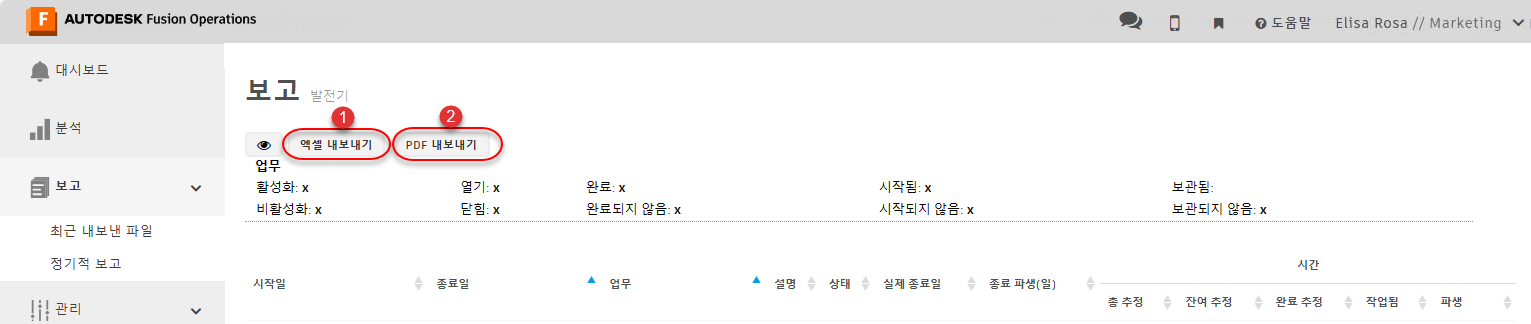 F AUTODESK Fusion Operations
도움말 Elisa Rosa // Marketing
대시보드
분석
보고
최근 내보낸 파일
정기적 보고
관리
보고 발전기
1 2
엑셀 내보내기 PDF 내보내기
업무
활성화: x 열기: x 완료: x 시작됨: x 보관됨:
비활성화: x 닫힘: x 완료되지 않음: x 시작되지 않음: x 보관되지 않음: x
시간
시작일 종료일 업무 설명 상태 실제 종료일 종료 파생(일)
총 추정 잔여 추정 완료 추정 작업됨 파생